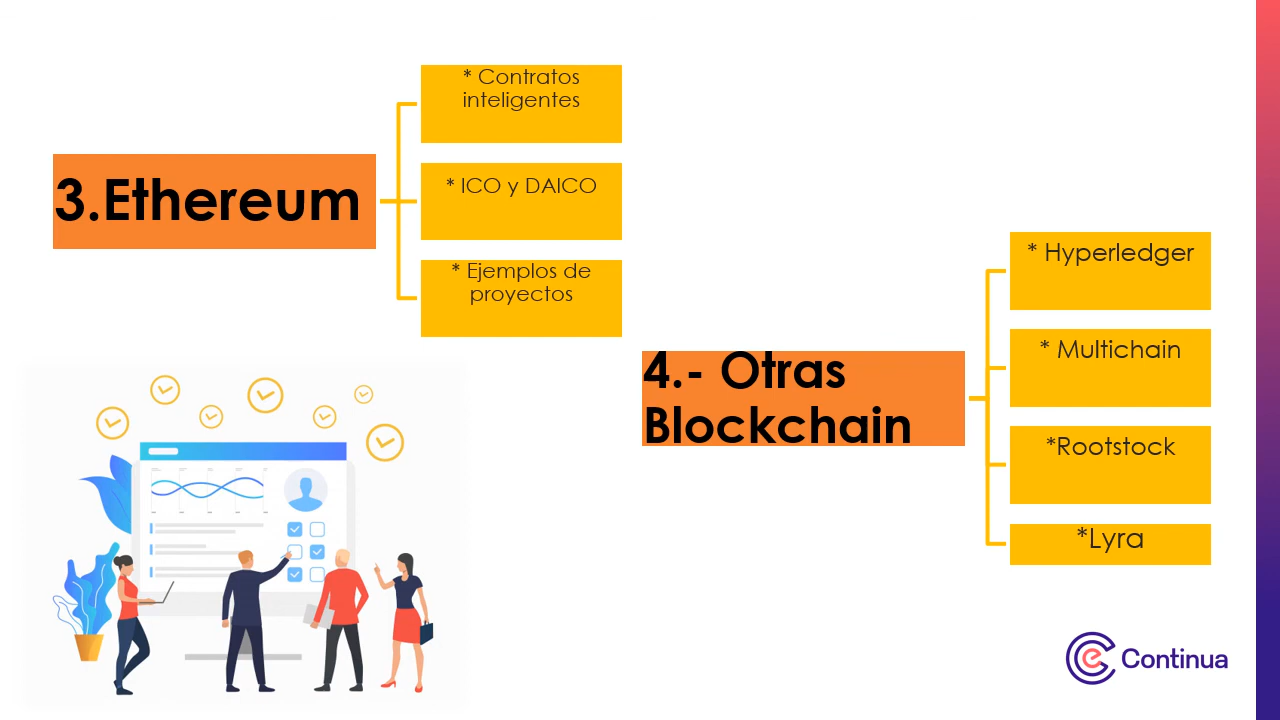 3.Ethereum
* Contratos
inteligentes
* ICO y DAICO
* Ejemplos de
proyectos
4.- Otras
Blockchain
* Hyperledger
* Multichain
*Rootstock
*Lyra
e Continua